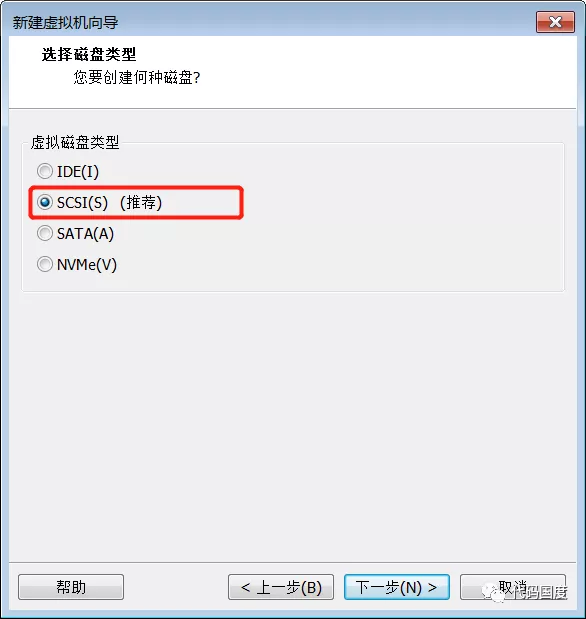 新建虚拟机向导
选择磁盘类型
您要创建何种磁盘?
虚拟磁盘类型
IDE(I)
SCSI(S) (推荐)
SATA(A)
NVMe(V)
帮助
< 上一步(B)
下一步(N) >
取消
代码国度